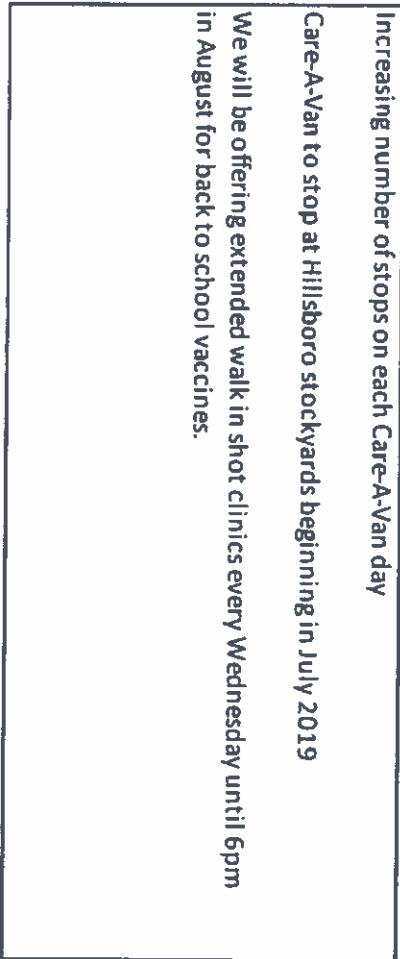 Increasing number of stops on each Care-A-Van day
Care-A-Van to stop at Hillsboro stockyards beginning in July 2019
We will be offering extended walk in shot clinics every Wednesday until 6pm
in August for back to school vaccines.